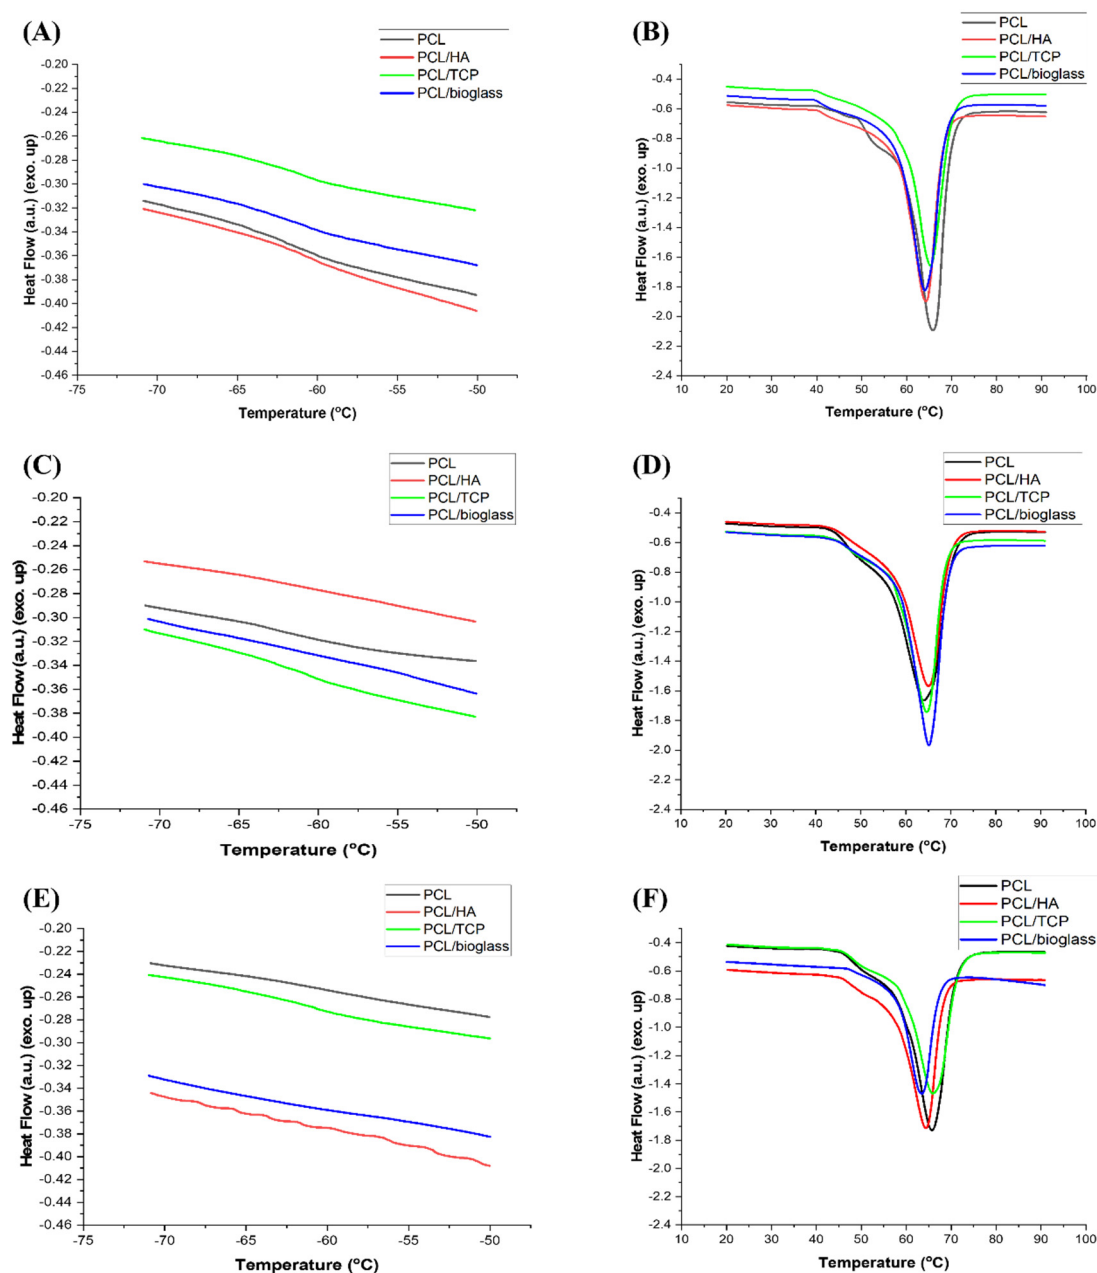 (A)
PCL
PCL/HA
PCL/TCP
PCL/bioglass
-0.20
-0.22
-0.24
-0.26
-0.28
-0.30
-0.32
-0.34
-0.36
-0.38
-0.40
-0.42
-0.44
-0.46
Heat Flow (a.u.) (exo. up)
-75 -70 -65 -60 -55 -50
Temperature (°C)
(B)
PCL
PCL/HA
PCL/TCP
PCL/bioglass
-0.4
-0.6
-0.8
-1.0
-1.2
-1.4
-1.6
-1.8
-2.0
-2.2
-2.4
Heat Flow (a.u.) (exo. up)
10 20 30 40 50 60 70 80 90 100
Temperature (°C)
(C)
PCL
PCL/HA
PCL/TCP
PCL/bioglass
-0.20
-0.22
-0.24
-0.26
-0.28
-0.30
-0.32
-0.34
-0.36
-0.38
-0.40
-0.42
-0.44
-0.46
Heat Flow (a.u.) (exo. up)
-75 -70 -65 -60 -55 -50
Temperature (°C)
(D)
PCL
PCL/HA
PCL/TCP
PCL/bioglass
-0.4
-0.6
-0.8
-1.0
-1.2
-1.4
-1.6
-1.8
-2.0
-2.2
-2.4
Heat Flow (a.u.) (exo. up)
10 20 30 40 50 60 70 80 90 100
Temperature (°C)
(E)
PCL
PCL/HA
PCL/TCP
PCL/bioglass
-0.20
-0.22
-0.24
-0.26
-0.28
-0.30
-0.32
-0.34
-0.36
-0.38
-0.40
-0.42
-0.44
-0.46
Heat Flow (a.u.) (exo. up)
-75 -70 -65 -60 -55 -50
Temperature (°C)
(F)
PCL
PCL/HA
PCL/TCP
PCL/bioglass
-0.4
-0.6
-0.8
-1.0
-1.2
-1.4
-1.6
-1.8
-2.0
-2.2
-2.4
Heat Flow (a.u.) (exo. up)
10 20 30 40 50 60 70 80 90 100
Temperature (°C)